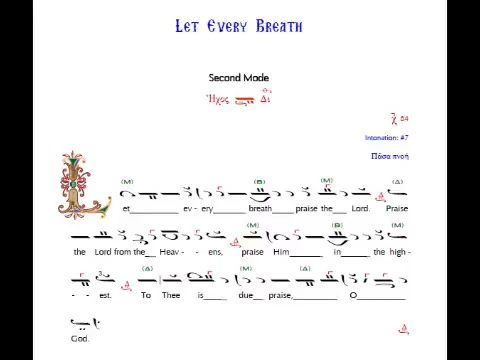 Let Every Breath
Second Mode
Ἦχος Δι
χ 84
Intonation: #7
Πᾶσα πνοή
(M) (B) (M) (Δ)
Let ev - ery breath praise the Lord. Praise
(M) (B) (M)
the Lord from the Heav - - ens, praise Him in the high -
(Δ) (M) (Δ) (M)
- - est. To Thee is due praise, O
God.